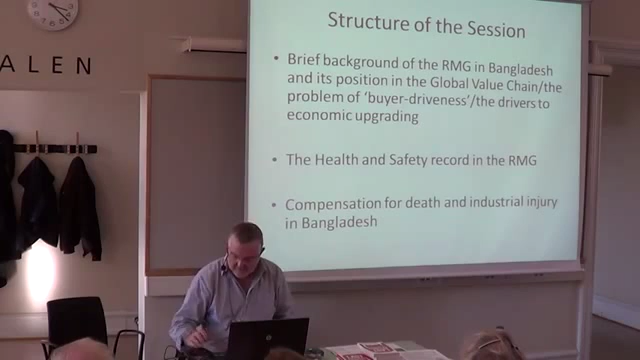 ALEN
Structure of the Session
• Brief background of the RMG in Bangladesh
and its position in the Global Value Chain/the
problem of 'buyer-driveness'/the drivers to
economic upgrading
• The Health and Safety record in the RMG
• Compensation for death and industrial injury
in Bangladesh